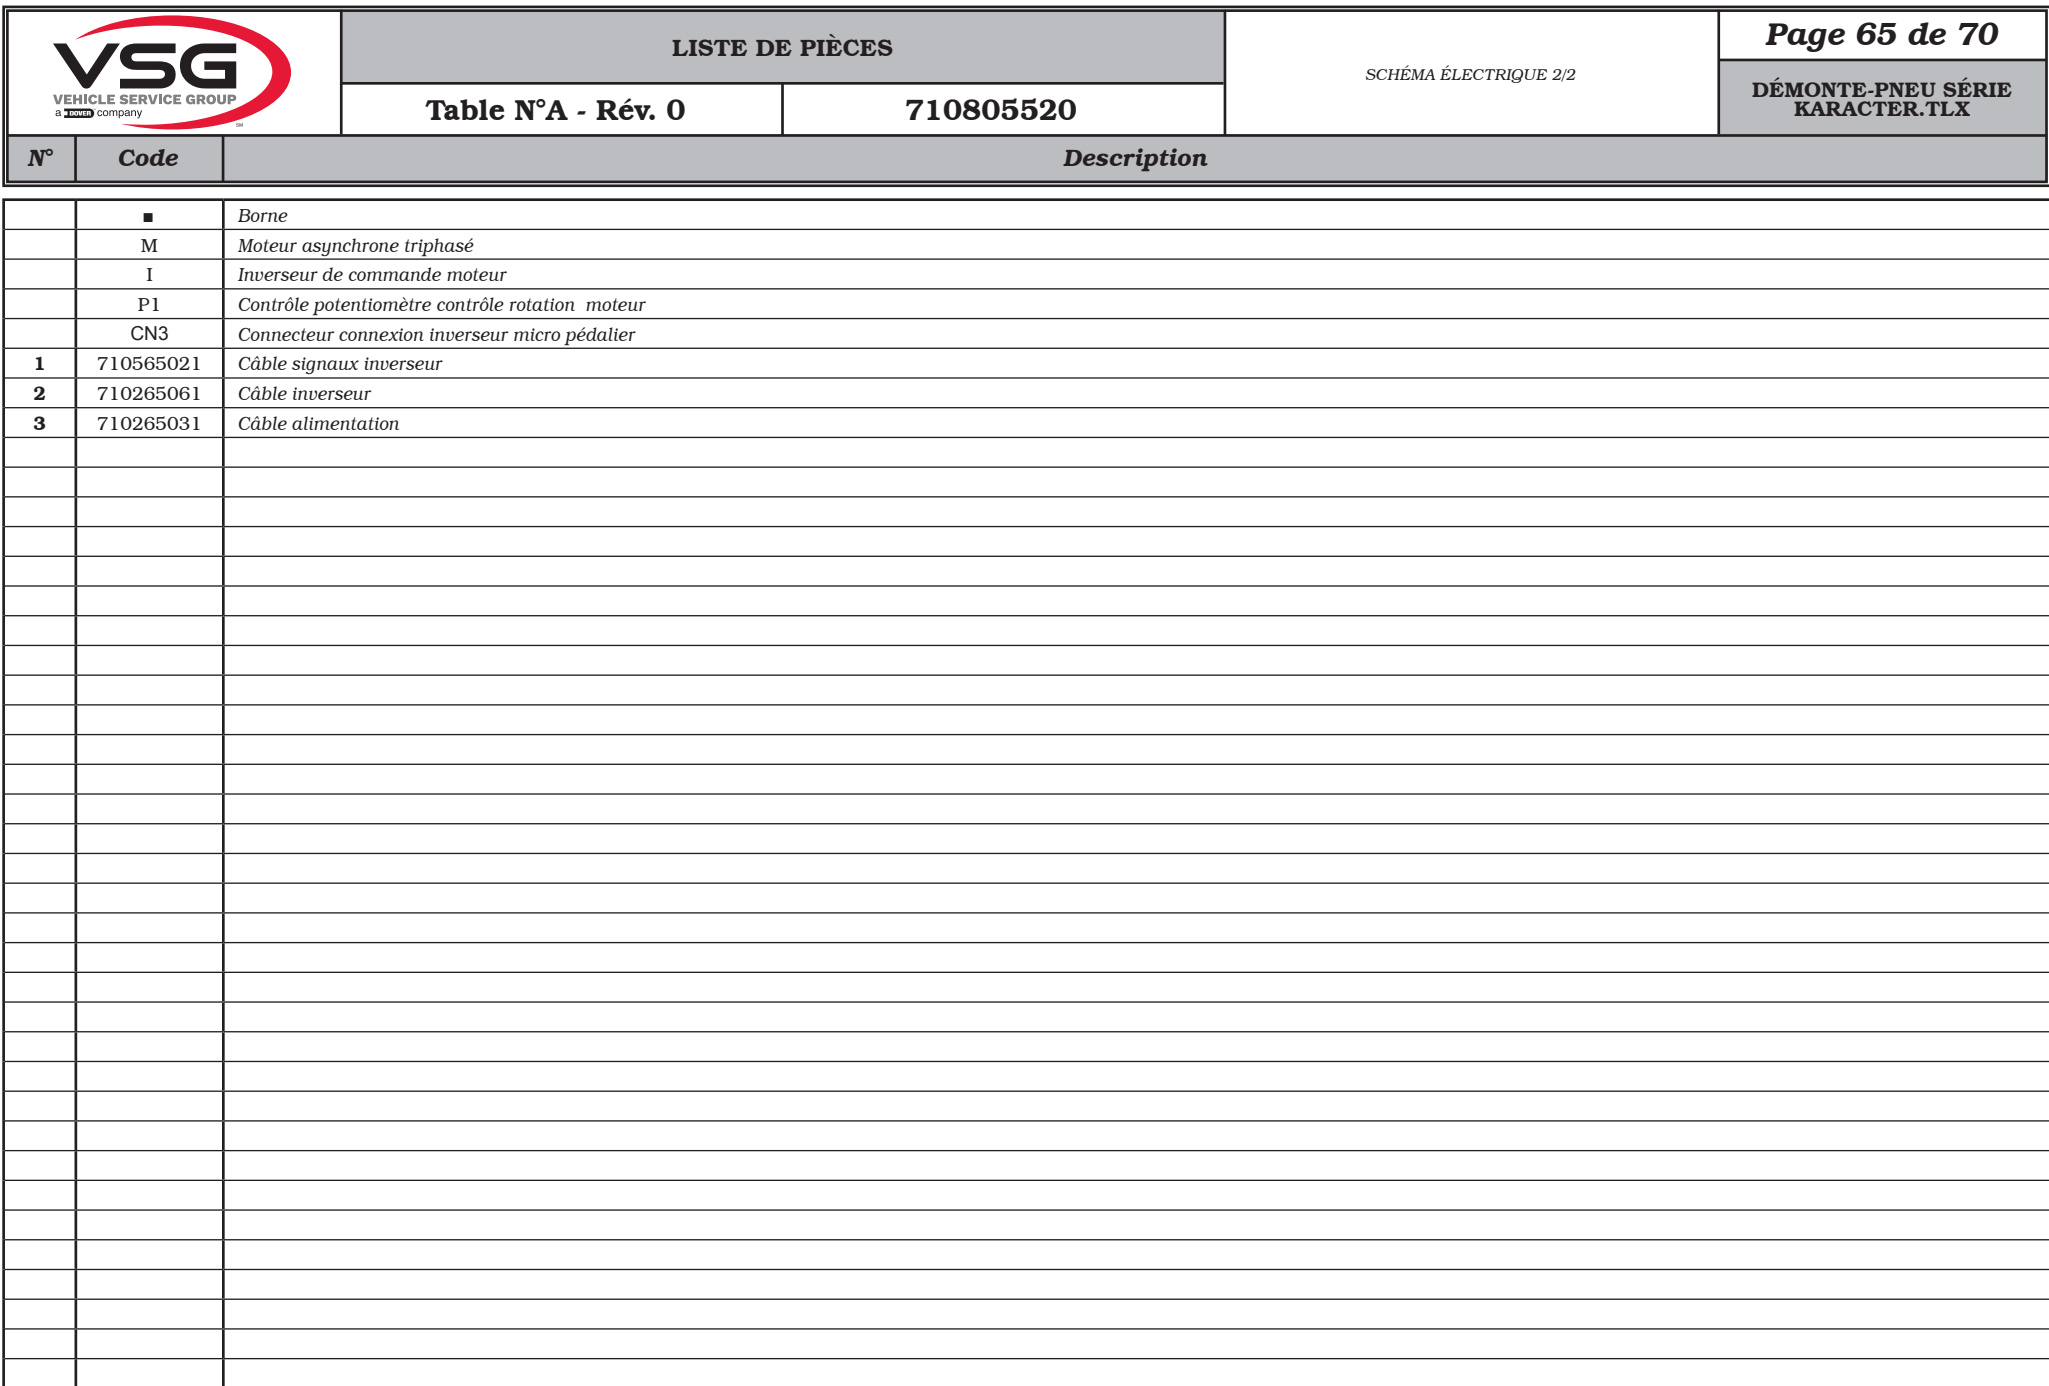 VSG
VEHICLE SERVICE GROUP
a DOVER company
SM
LISTE DE PIÈCES
Table N°A - Rév. 0
710805520
SCHÉMA ÉLECTRIQUE 2/2
Page 65 de 70
DÉMONTE-PNEU SÉRIE
KARACTER.TLX
N° Code Description
■ Borne
M Moteur asynchrone triphasé
I Inverseur de commande moteur
P1 Contrôle potentiomètre contrôle rotation  moteur
CN3 Connecteur connexion inverseur micro pédalier
1 710565021 Câble signaux inverseur
2 710265061 Câble inverseur
3 710265031 Câble alimentation